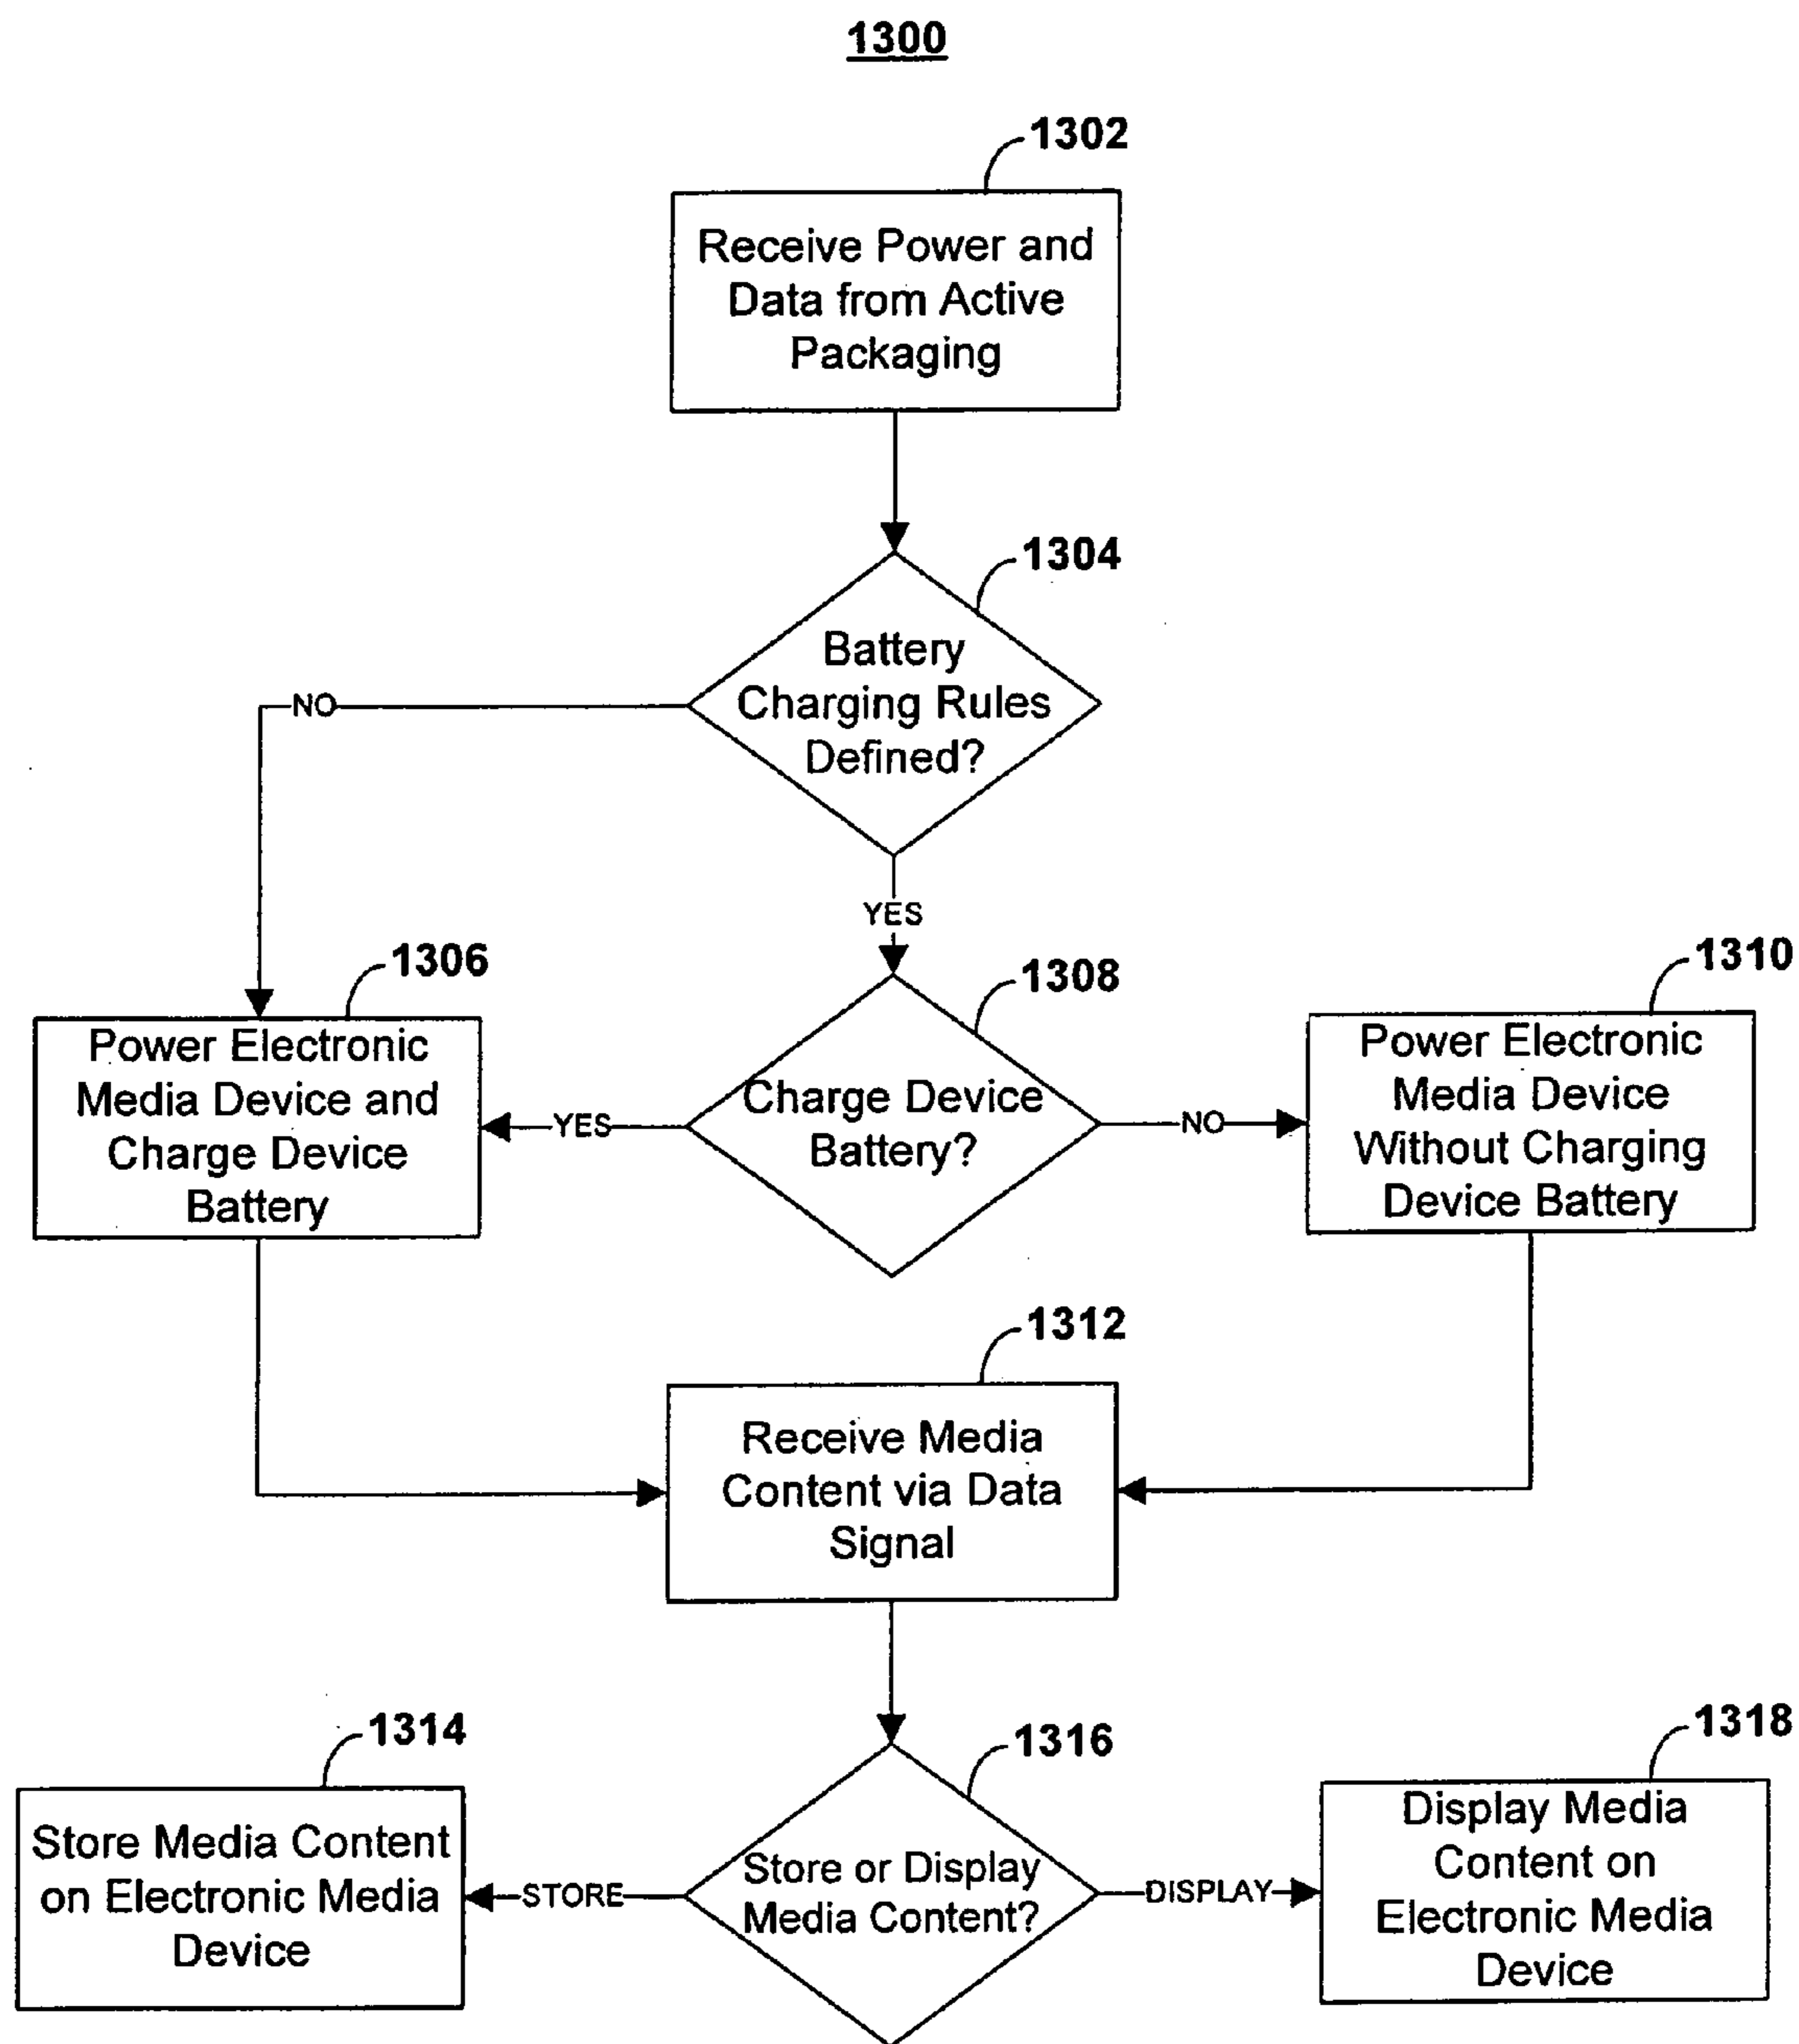 1300
1302
Receive Power and
Data from Active
Packaging
1304
Battery
Charging Rules
Defined?
NO
YES
1306
Power Electronic
Media Device and
Charge Device
Battery
1308
Charge Device
Battery?
YES
NO
1310
Power Electronic
Media Device
Without Charging
Device Battery
1312
Receive Media
Content via Data
Signal
1314
Store Media Content
on Electronic Media
Device
1316
Store or Display
Media Content?
STORE
DISPLAY
1318
Display Media
Content on
Electronic Media
Device